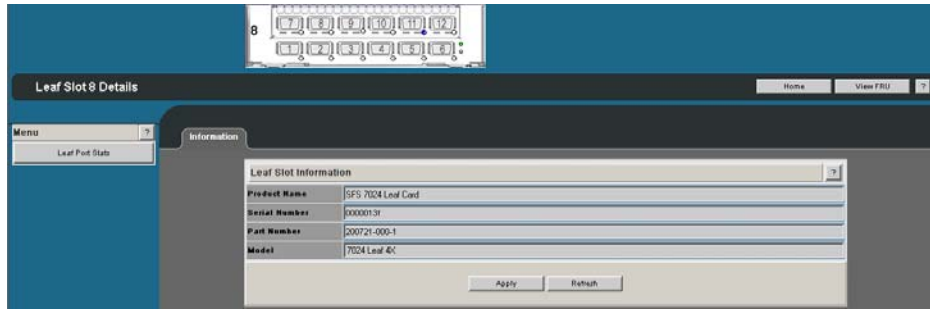 8
7 8 9 10 11 12
1 2 3 4 5 6
Leaf Slot 8 Details
Home
View FRU
?
Menu
?
Leaf Port Stats
Information
Leaf Slot Information
?
Product Name
SFS 7024 Leaf Card
Serial Number
0000013f
Part Number
200721-000-1
Model
7024 Leaf 4X
Apply
Refresh